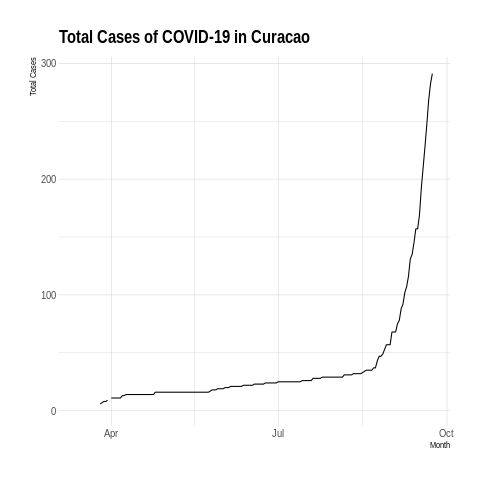 Total Cases of COVID-19 in Curacao
Total Cases
300
200
100
0
Apr
Jul
Oct
Month